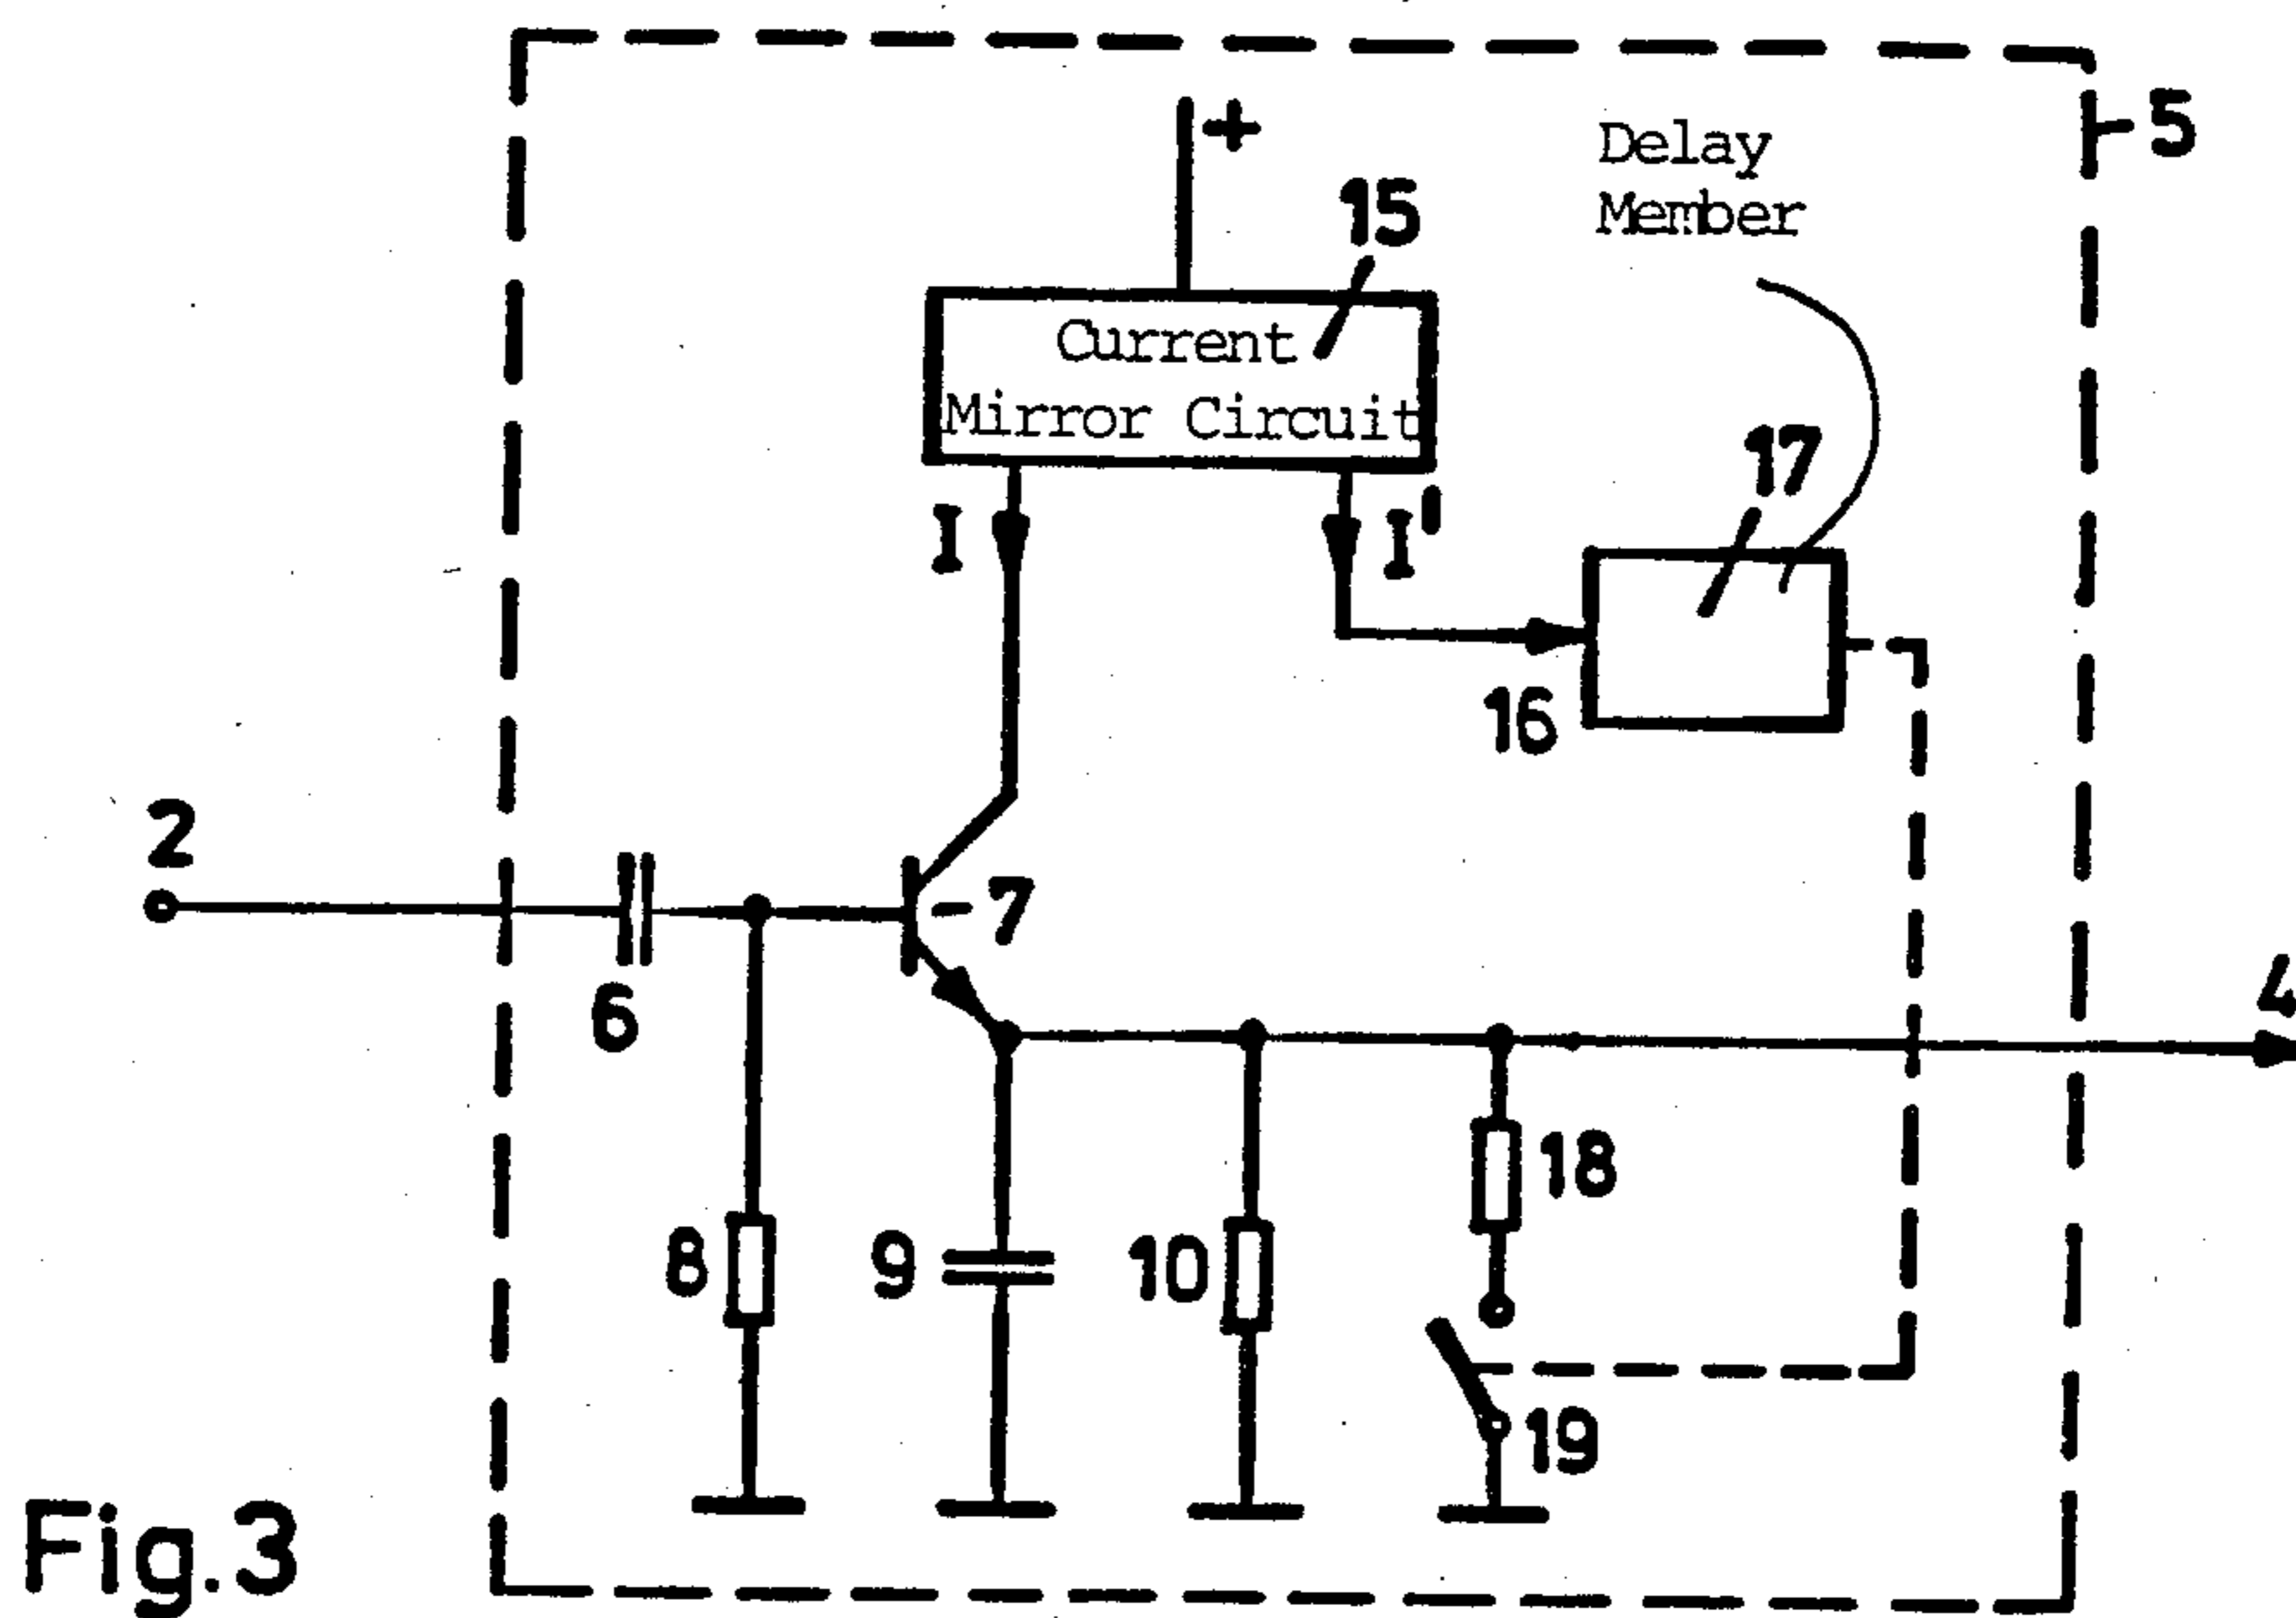 +
Delay
Member
5
15
Current
Mirror Circuit
17
I
I'
16
2
7
6
4
18
8
9
10
19
Fig.3